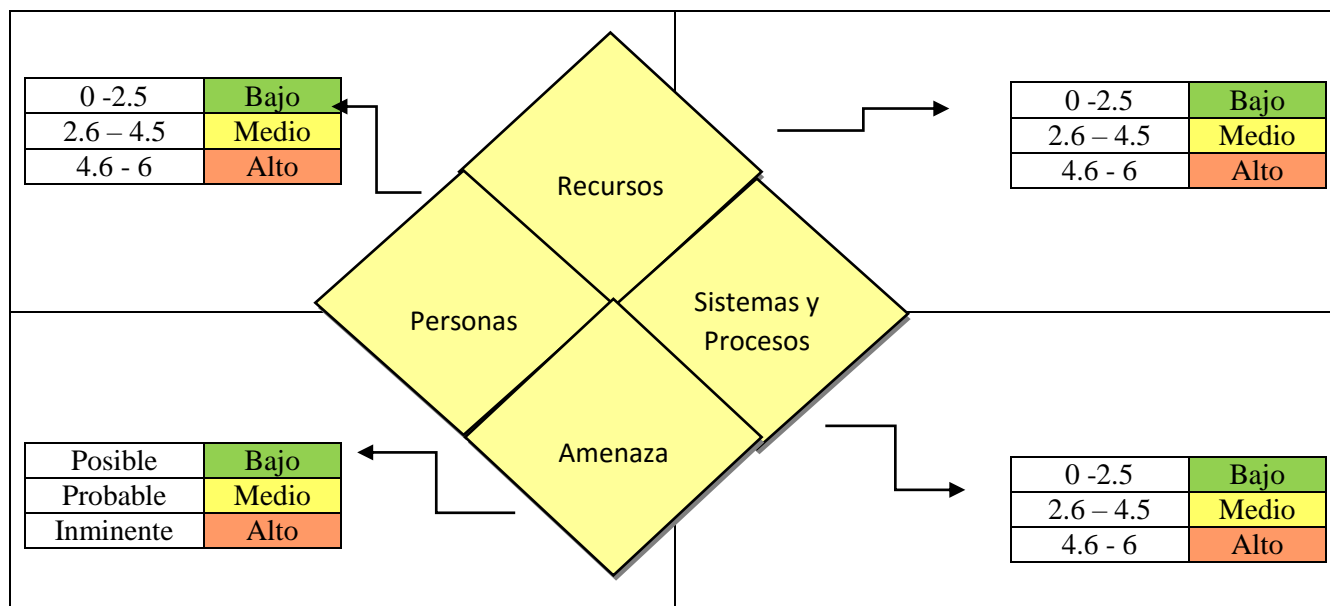 0 -2.5 Bajo
2.6 – 4.5 Medio
4.6 - 6 Alto
0 -2.5 Bajo
2.6 – 4.5 Medio
4.6 - 6 Alto
Recursos
Personas
Sistemas y
Procesos
Amenaza
Posible Bajo
Probable Medio
Inminente Alto
0 -2.5 Bajo
2.6 – 4.5 Medio
4.6 - 6 Alto